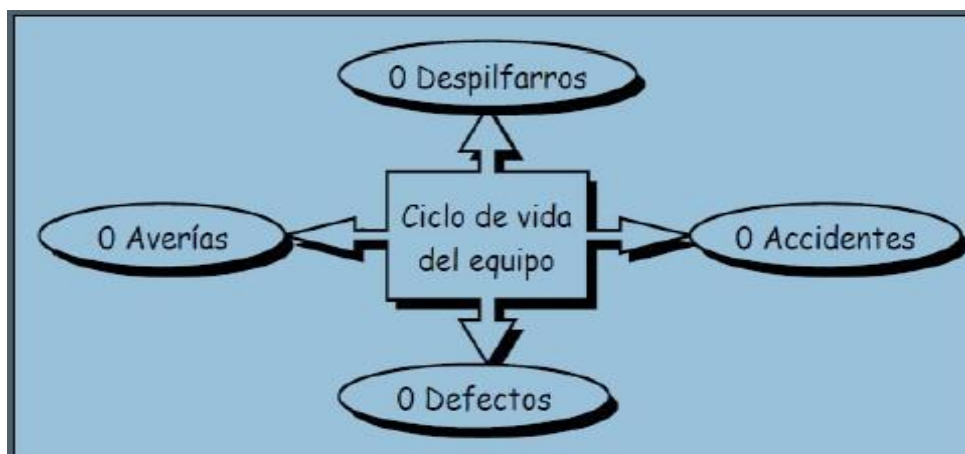 0 Despilfarros
0 Averías
Ciclo de vida
del equipo
0 Accidentes
0 Defectos